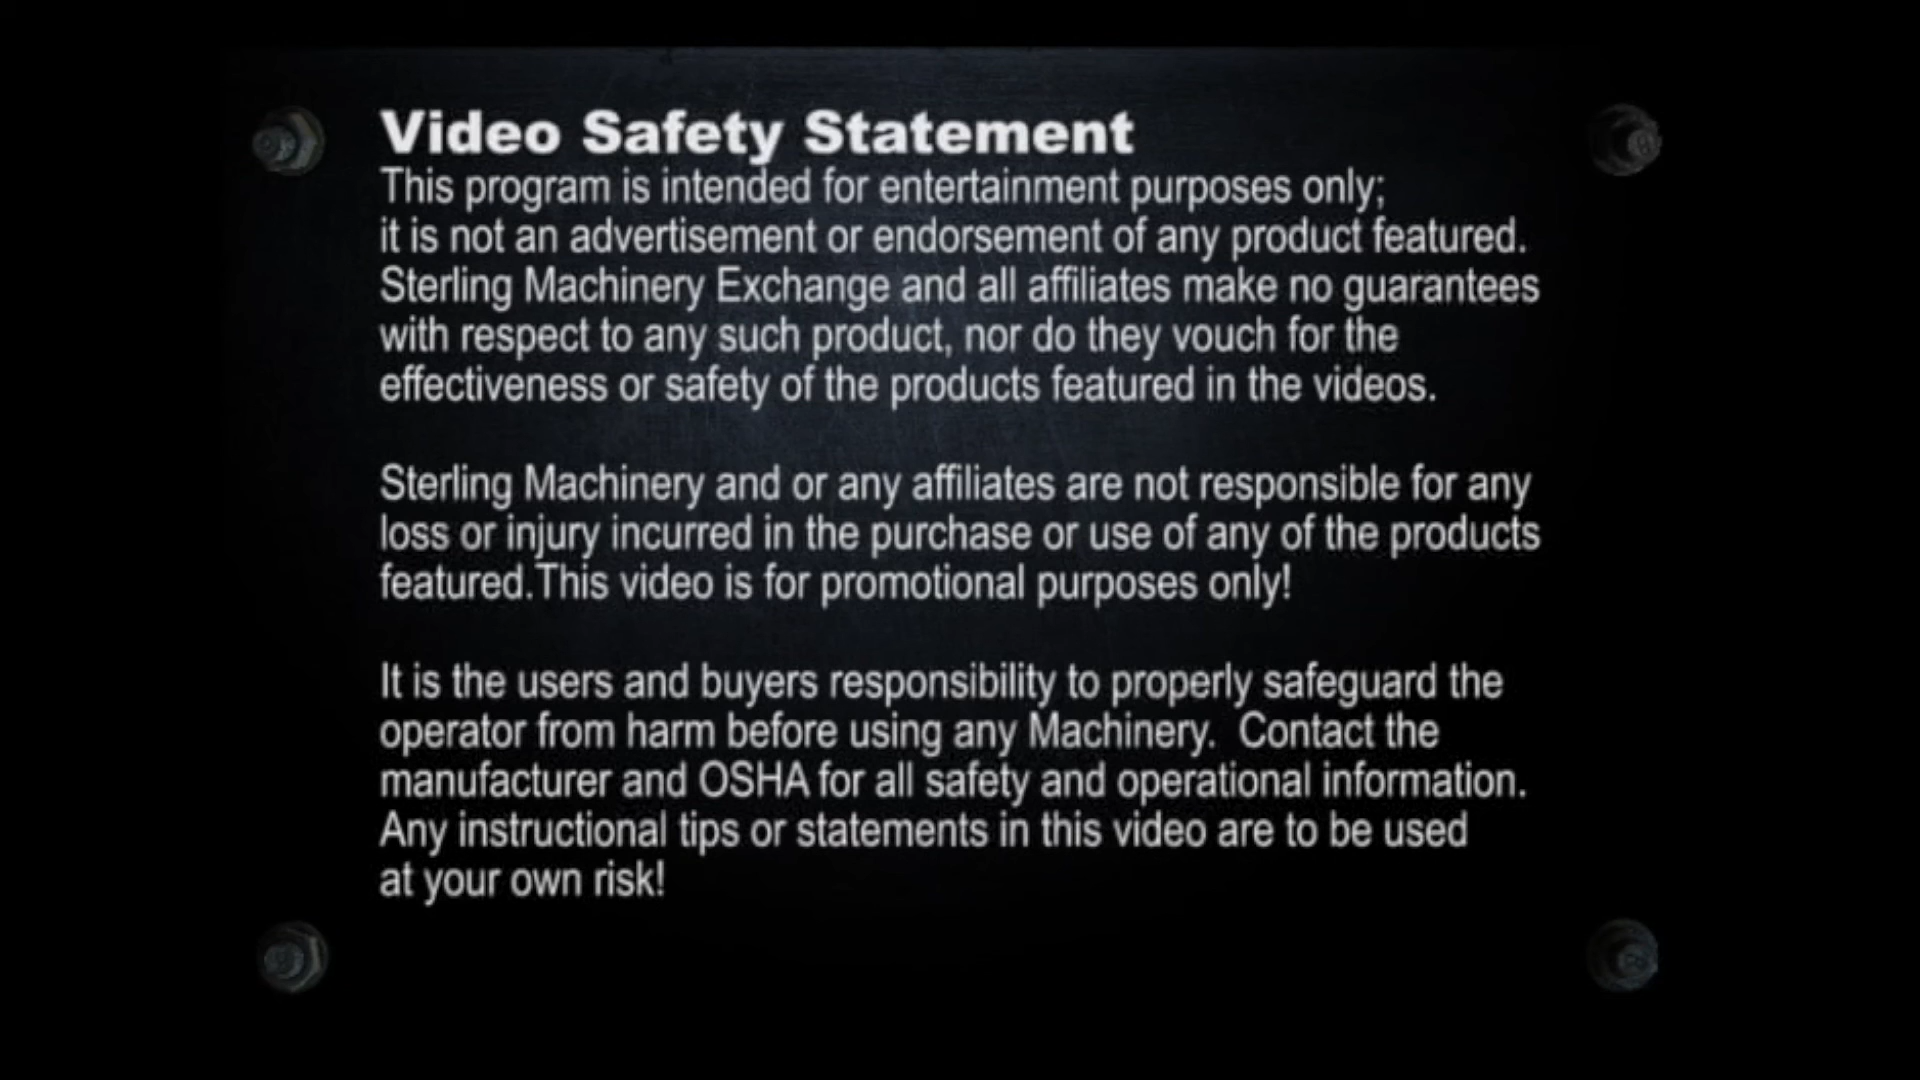 Video Safety Statement
This program is intended for entertainment purposes only;
it is not an advertisement or endorsement of any product featured.
Sterling Machinery Exchange and all affiliates make no guarantees
with respect to any such product, nor do they vouch for the
effectiveness or safety of the products featured in the videos.
Sterling Machinery and or any affiliates are not responsible for any
loss or injury incurred in the purchase or use of any of the products
featured.This video is for promotional purposes only!
It is the users and buyers responsibility to properly safeguard the
operator from harm before using any Machinery.  Contact the
manufacturer and OSHA for all safety and operational information.
Any instructional tips or statements in this video are to be used
at your own risk!